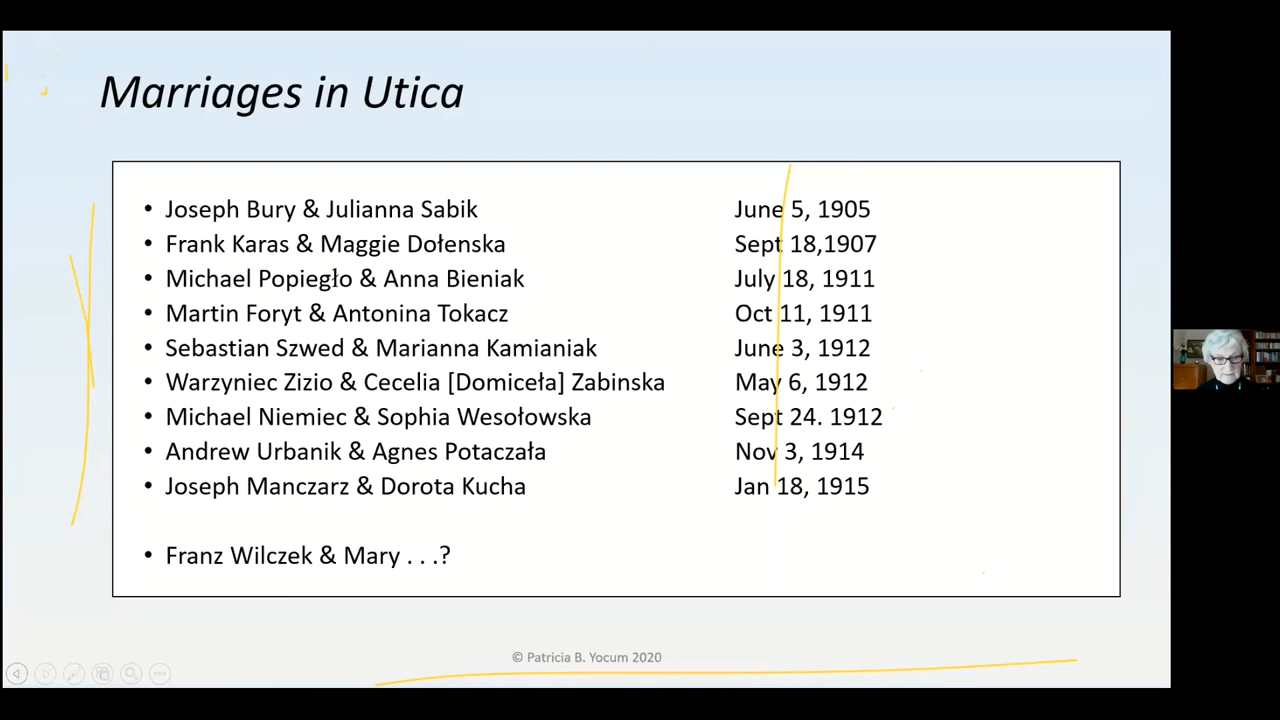 Marriages in Utica
• Joseph Bury & Julianna Sabik June 5, 1905
• Frank Karas & Maggie Dołenska Sept 18,1907
• Michael Popiegło & Anna Bieniak July 18, 1911
• Martin Foryt & Antonina Tokacz Oct 11, 1911
• Sebastian Szwed & Marianna Kamianiak June 3, 1912
• Warzyniec Zizio & Cecelia [Domiceła] Zabinska May 6, 1912
• Michael Niemiec & Sophia Wesołowska Sept 24. 1912
• Andrew Urbanik & Agnes Potaczała Nov 3, 1914
• Joseph Manczarz & Dorota Kucha Jan 18, 1915
• Franz Wilczek & Mary . . .?
© Patricia B. Yocum 2020